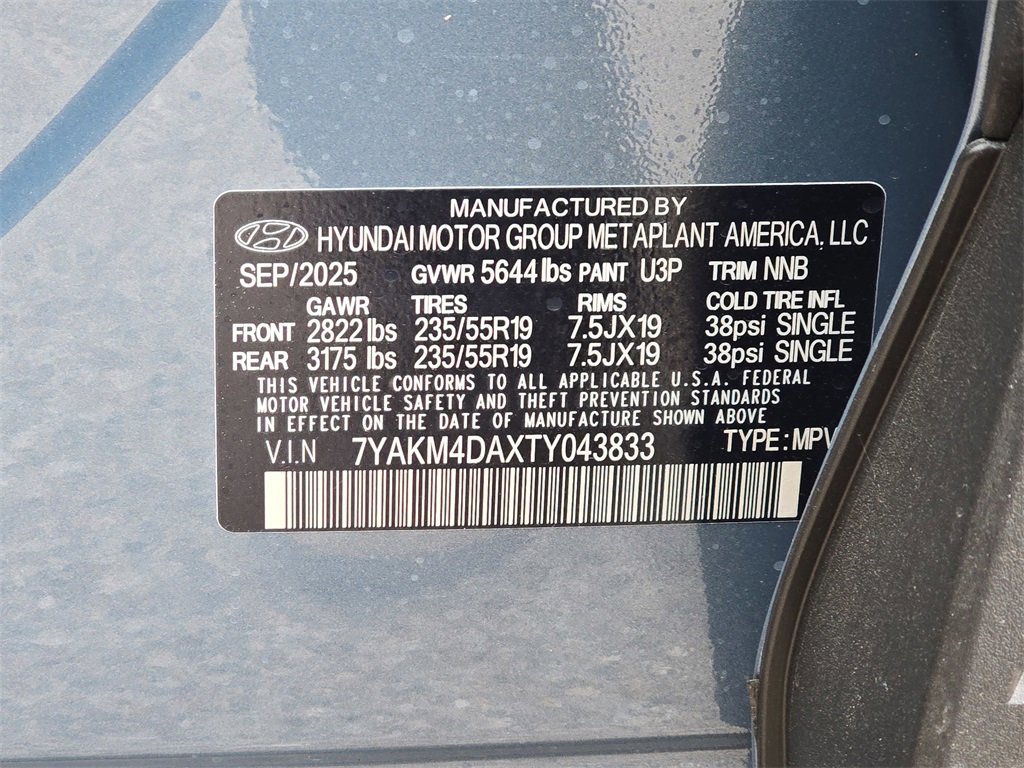 MANUFACTURED BY
HYUNDAI MOTOR GROUP METAPLANT AMERICA, LLC
SEP/2025 GVWR 5644 lbs PAINT U3P TRIM NNB
GAWR TIRES RIMS COLD TIRE INFL
FRONT 2822 lbs 235/55R19 7.5JX19 38psi SINGLE
REAR 3175 lbs 235/55R19 7.5JX19 38psi SINGLE
THIS VEHICLE CONFORMS TO ALL APPLICABLE U.S.A. FEDERAL
MOTOR VEHICLE SAFETY AND THEFT PREVENTION STANDARDS
IN EFFECT ON THE DATE OF MANUFACTURE SHOWN ABOVE
V.I.N 7YAKM4DAXTY043833 TYPE: MPV